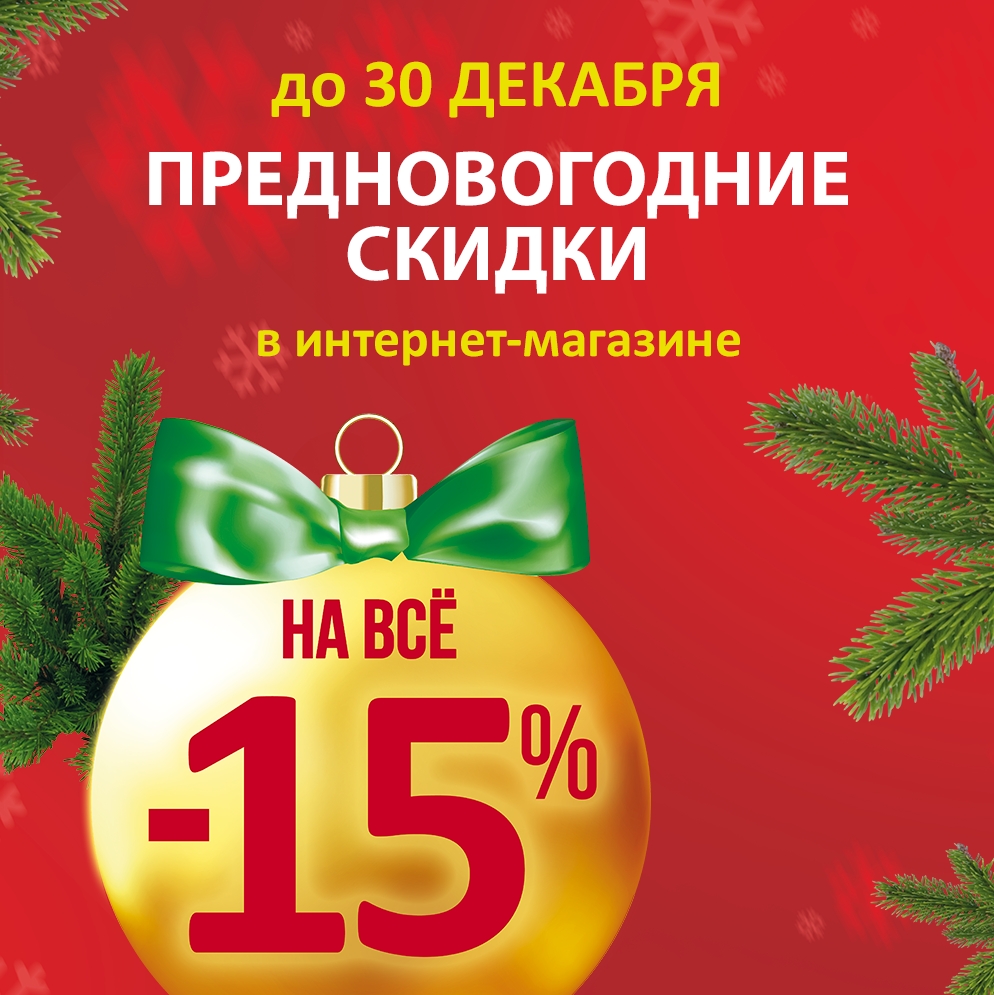 до 30 ДЕКАБРЯ
ПРЕДНОВОГОДНИЕ
СКИДКИ
в интернет-магазине
НА ВСЁ
-15%